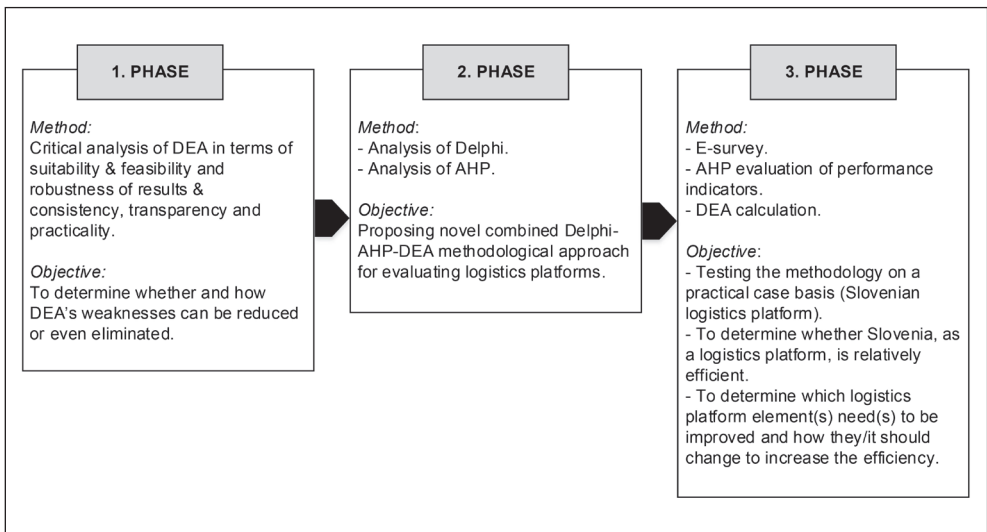 1. PHASE
Method:
Critical analysis of DEA in terms of
suitability & feasibility and
robustness of results &
consistency, transparency and
practicality.
Objective:
To determine whether and how
DEA's weaknesses can be reduced
or even eliminated.
2. PHASE
Method:
- Analysis of Delphi.
- Analysis of AHP.
Objective:
Proposing novel combined Delphi-
AHP-DEA methodological approach
for evaluating logistics platforms.
3. PHASE
Method:
- E-survey.
- AHP evaluation of performance
indicators.
- DEA calculation.
Objective:
- Testing the methodology on a
practical case basis (Slovenian
logistics platform).
- To determine whether Slovenia, as
a logistics platform, is relatively
efficient.
- To determine which logistics
platform element(s) need(s) to be
improved and how they/it should
change to increase the efficiency.